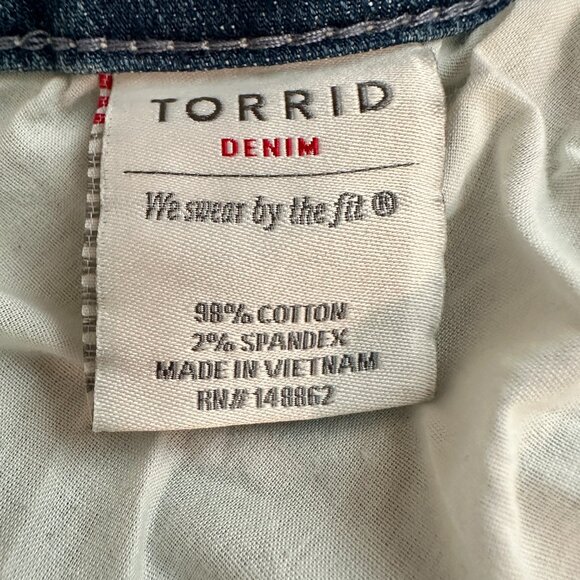 TORRID
DENIM
We swear by the fit ®
98% COTTON
2% SPANDEX
MADE IN VIETNAM
RN# 148862